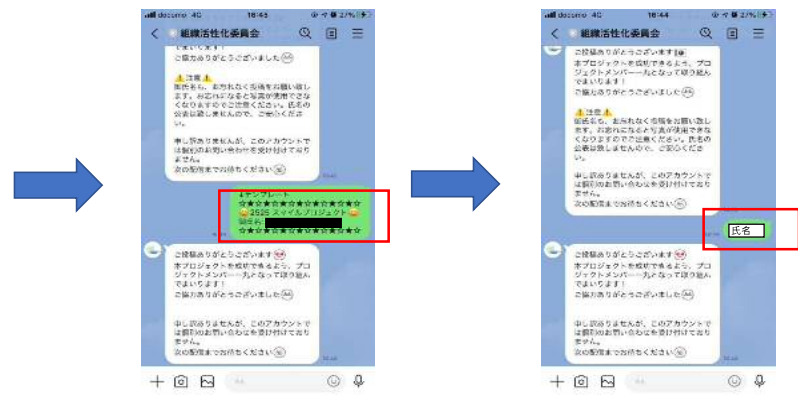 docomo 4G 16:45 27%
組織活性化委員会
ご協力ありがとうございました
⚠注意⚠
必ず氏名も、お忘れなく投稿をお願い致し
ます。お忘れになると写真が使用できな
くなりますのでご注意ください。氏名の
公表は致しませんので、ご安心くださ
い。
申し訳ありませんが、このアカウントで
は個別のお問い合わせを受け付けており
ません。
次の配信までお待ちください
↓テンプレート
☆★☆★☆★☆★☆★☆★☆★☆
2525 スマイルプロジェクト
☆★☆★☆★☆★☆★☆★☆★☆
ご投稿ありがとうございます
本プロジェクトを成功できるよう、プロ
ジェクトメンバー一丸となって取り組ん
でまいります！
ご協力ありがとうございました
申し訳ありませんが、このアカウントで
は個別のお問い合わせを受け付けており
ません。
次の配信までお待ちください
Aa
docomo 4G 16:44 27%
組織活性化委員会
ご投稿ありがとうございます
本プロジェクトを成功できるよう、プロ
ジェクトメンバー一丸となって取り組ん
でまいります！
ご協力ありがとうございました
⚠注意⚠
必ず氏名も、お忘れなく投稿をお願い致し
ます。お忘れになると写真が使用できな
くなりますのでご注意ください。氏名の
公表は致しませんので、ご安心くださ
い。
申し訳ありませんが、このアカウントで
は個別のお問い合わせを受け付けており
ません。
次の配信までお待ちください
氏名
ご投稿ありがとうございます
本プロジェクトを成功できるよう、プロ
ジェクトメンバー一丸となって取り組ん
でまいります！
ご協力ありがとうございました
申し訳ありませんが、このアカウントで
は個別のお問い合わせを受け付けており
ません。
次の配信までお待ちください
Aa